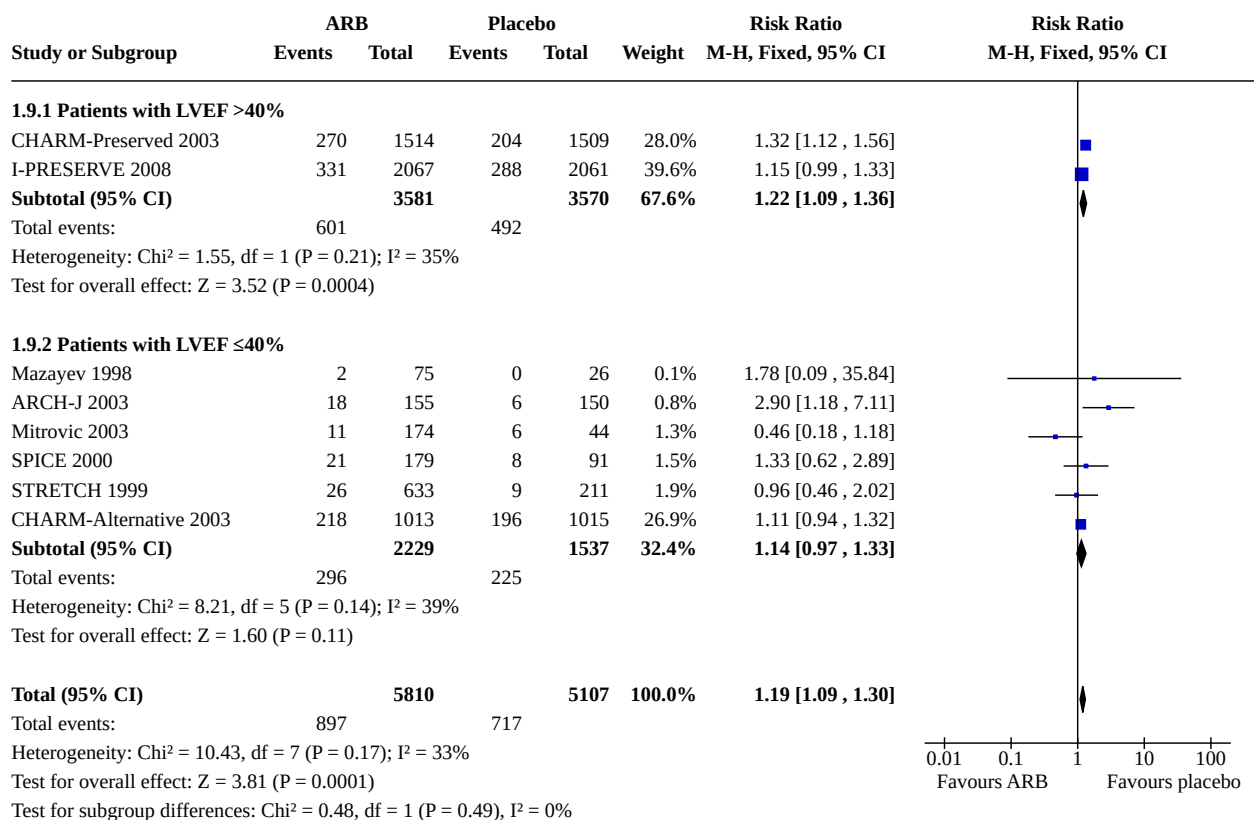 ARB Placebo Risk Ratio Risk Ratio
Study or Subgroup Events Total Events Total Weight M-H, Fixed, 95% CI M-H, Fixed, 95% CI
1.9.1 Patients with LVEF >40%
CHARM-Preserved 2003 270 1514 204 1509 28.0% 1.32 [1.12 , 1.56]
I-PRESERVE 2008 331 2067 288 2061 39.6% 1.15 [0.99 , 1.33]
Subtotal (95% CI) 3581 3570 67.6% 1.22 [1.09 , 1.36]
Total events: 601 492
Heterogeneity: Chi² = 1.55, df = 1 (P = 0.21); I² = 35%
Test for overall effect: Z = 3.52 (P = 0.0004)
1.9.2 Patients with LVEF ≤40%
Mazayev 1998 2 75 0 26 0.1% 1.78 [0.09 , 35.84]
ARCH-J 2003 18 155 6 150 0.8% 2.90 [1.18 , 7.11]
Mitrovic 2003 11 174 6 44 1.3% 0.46 [0.18 , 1.18]
SPICE 2000 21 179 8 91 1.5% 1.33 [0.62 , 2.89]
STRETCH 1999 26 633 9 211 1.9% 0.96 [0.46 , 2.02]
CHARM-Alternative 2003 218 1013 196 1015 26.9% 1.11 [0.94 , 1.32]
Subtotal (95% CI) 2229 1537 32.4% 1.14 [0.97 , 1.33]
Total events: 296 225
Heterogeneity: Chi² = 8.21, df = 5 (P = 0.14); I² = 39%
Test for overall effect: Z = 1.60 (P = 0.11)
Total (95% CI) 5810 5107 100.0% 1.19 [1.09 , 1.30]
Total events: 897 717
Heterogeneity: Chi² = 10.43, df = 7 (P = 0.17); I² = 33%
Test for overall effect: Z = 3.81 (P = 0.0001)
Test for subgroup differences: Chi² = 0.48, df = 1 (P = 0.49), I² = 0%
0.01 0.1 1 10 100
Favours ARB Favours placebo